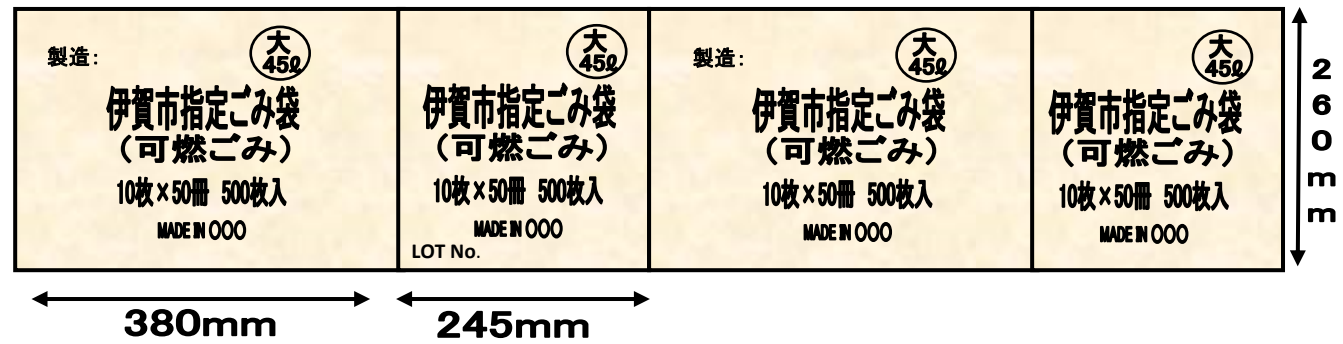 製造:
大
45ℓ
伊賀市指定ごみ袋
(可燃ごみ)
10枚×50冊 500枚入
MADE IN ○○○
大
45ℓ
伊賀市指定ごみ袋
(可燃ごみ)
10枚×50冊 500枚入
MADE IN ○○○
LOT No.
製造:
大
45ℓ
伊賀市指定ごみ袋
(可燃ごみ)
10枚×50冊 500枚入
MADE IN ○○○
大
45ℓ
伊賀市指定ごみ袋
(可燃ごみ)
10枚×50冊 500枚入
MADE IN ○○○
260mm
380mm
245mm